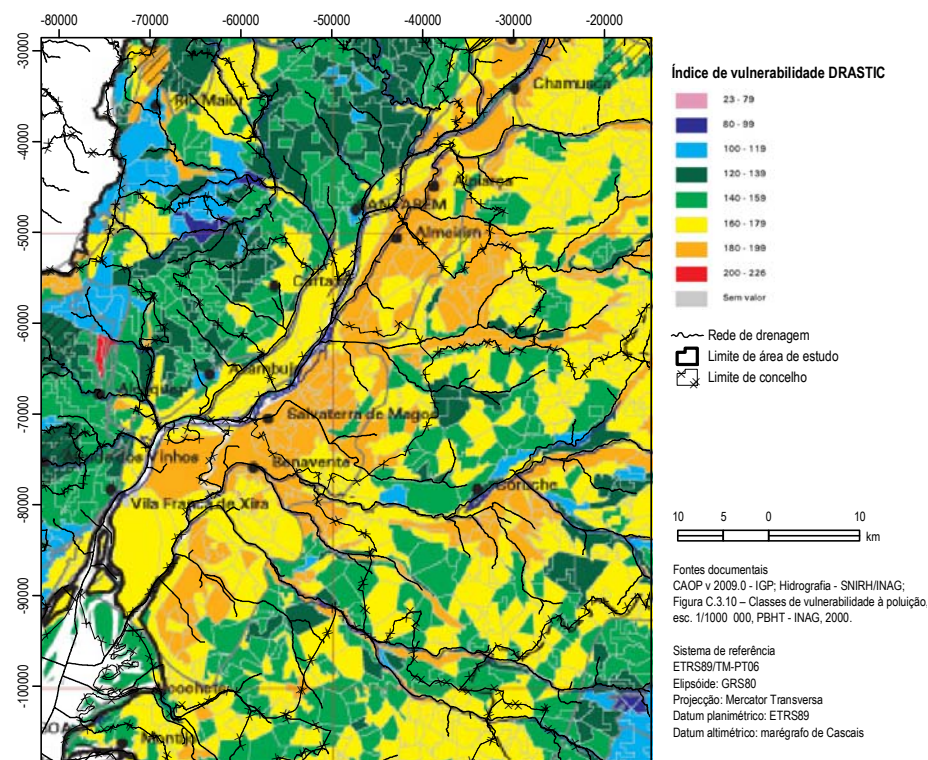 -80000 -70000 -60000 -50000 -40000 -30000 -20000
-30000
-40000
-50000
-60000
-70000
-80000
-90000
-100000
Chamusca
Rio Maior
Alpiarça
SANTARÉM
Almeirim
Cartaxo
Azambuja
Alenquer
Salvaterra de Magos
dos Vinhos
Benavente
Coruche
Vila Franca de Xira
Alcochete
Montijo
Índice de vulnerabilidade DRASTIC
23 - 79
80 - 99
100 - 119
120 - 139
140 - 159
160 - 179
180 - 199
200 - 226
Sem valor
Rede de drenagem
Limite de área de estudo
Limite de concelho
10 5 0 10
km
Fontes documentais
CAOP v 2009.0 - IGP; Hidrografia - SNIRH/INAG;
Figura C.3.10 – Classes de vulnerabilidade à poluição,
esc. 1/1000 000, PBHT - INAG, 2000.
Sistema de referência
ETRS89/TM-PT06
Elipsóide: GRS80
Projecção: Mercator Transversa
Datum planimétrico: ETRS89
Datum altimétrico: marégrafo de Cascais